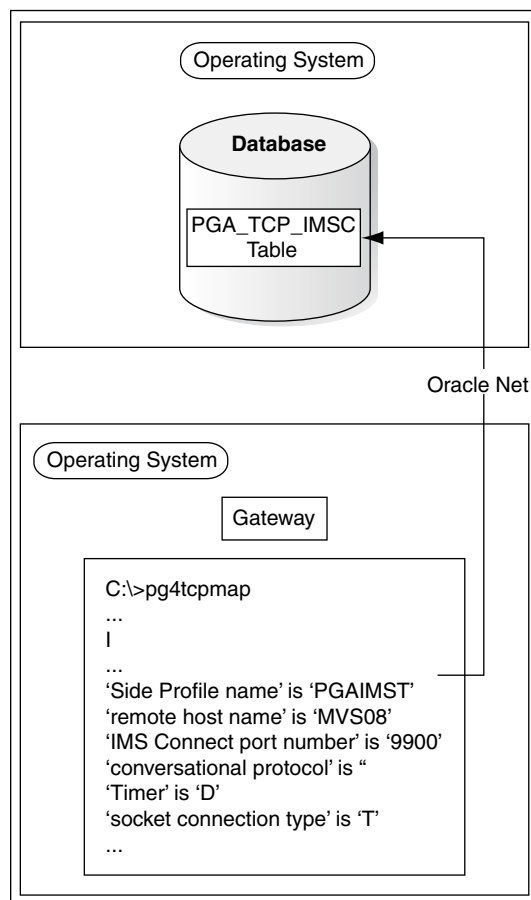 Operating System
Database
PGA_TCP_IMSC
Table
Oracle Net
Operating System
Gateway
C:\>pg4tcpmap
...
I
...
‘Side Profile name’ is ‘PGAIMST’
‘remote host name’ is ‘MVS08’
‘IMS Connect port number’ is ‘9900’
‘conversational protocol’ is “
‘Timer’ is ‘D’
‘socket connection type’ is ‘T’
...